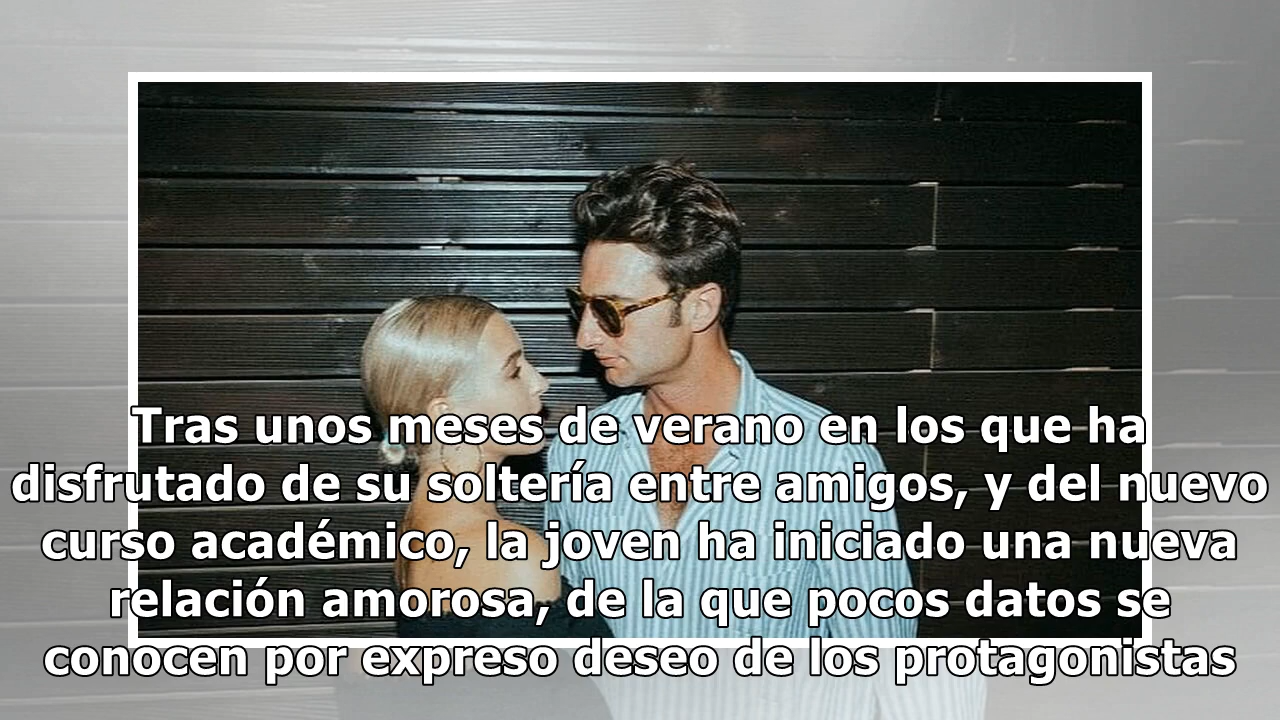 Tras unos meses de verano en los que ha
disfrutado de su soltería entre amigos, y del nuevo
curso académico, la joven ha iniciado una nueva
relación amorosa, de la que pocos datos se
conocen por expreso deseo de los protagonistas